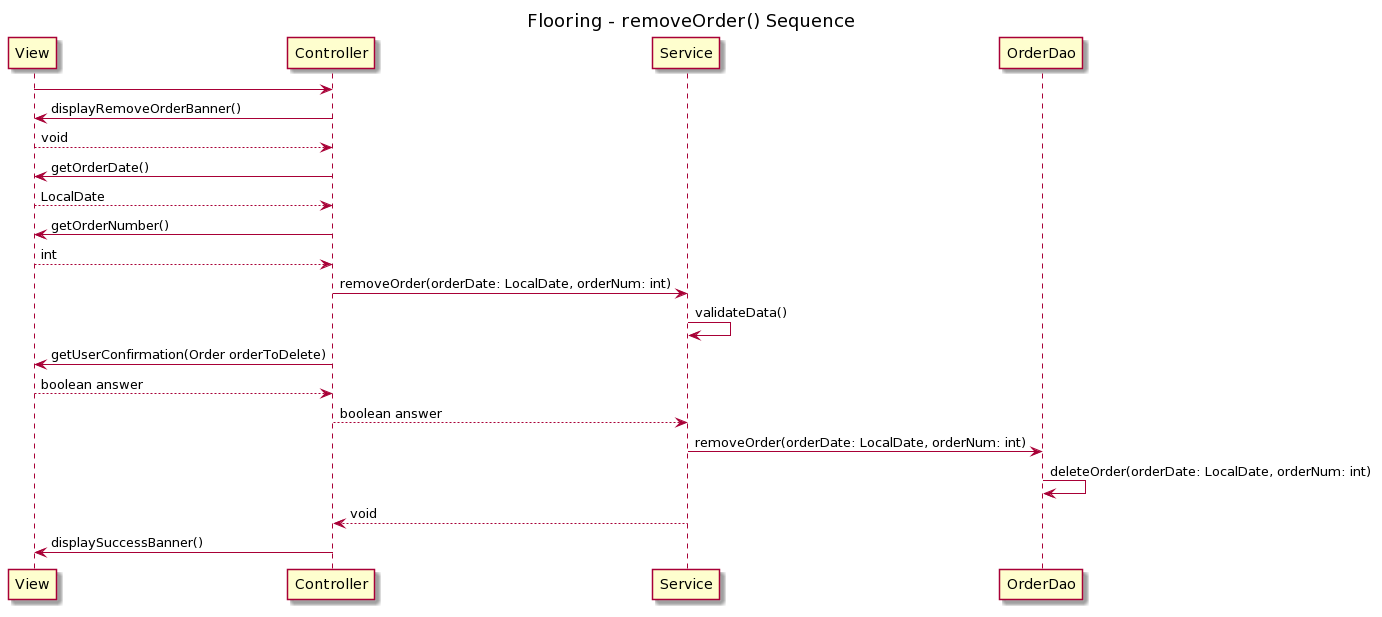 Flooring - removeOrder() Sequence
View
Controller
Service
OrderDao
displayRemoveOrderBanner()
void
getOrderDate()
LocalDate
getOrderNumber()
int
removeOrder(orderDate: LocalDate, orderNum: int)
validateData()
getUserConfirmation(Order orderToDelete)
boolean answer
boolean answer
removeOrder(orderDate: LocalDate, orderNum: int)
deleteOrder(orderDate: LocalDate, orderNum: int)
void
displaySuccessBanner()
View
Controller
Service
OrderDao